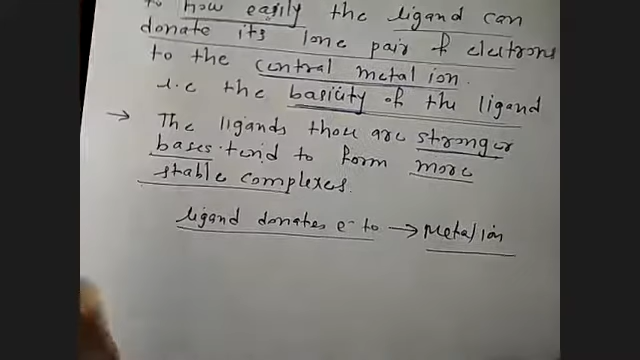 to how easily the ligand can
donate its lone pair of electrons
to the central metal ion.
i.e the basicity of the ligand
→ The ligands those are stronger
bases tend to form more
stable complexes.
ligand donates e⁻ to → Metal ion